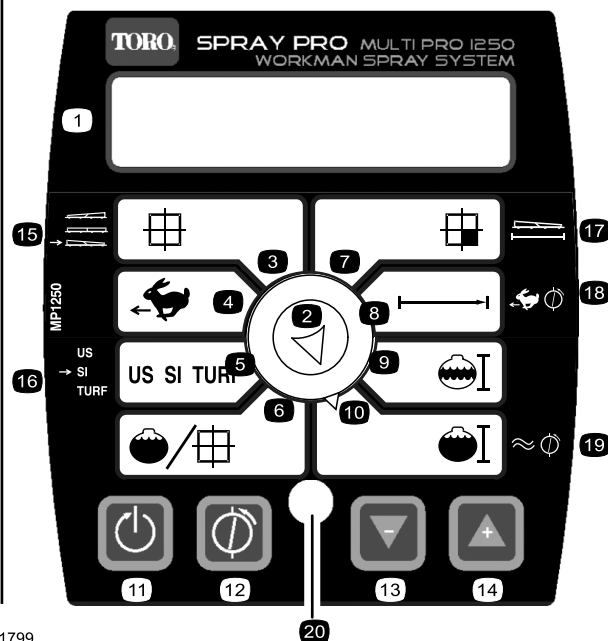 TORO
SPRAY PRO MULTI PRO 1250
WORKMAN SPRAY SYSTEM
1
15
3
7
17
MP1250
4
2
8
18
US
→ SI
TURF
16
US SI TURF
5
9
6
10
19
11
12
13
14
20
1799